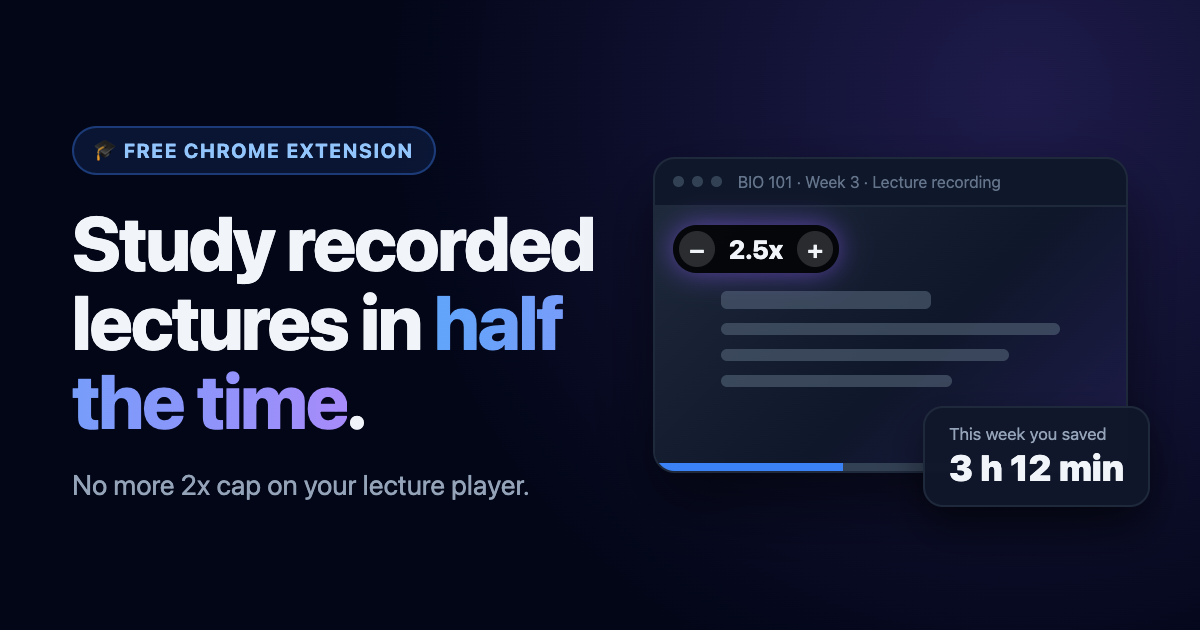 🎓 FREE CHROME EXTENSION
Study recorded
lectures in half
the time.
No more 2x cap on your lecture player.
BIO 101 · Week 3 · Lecture recording
− 2.5x +
This week you saved
3 h 12 min